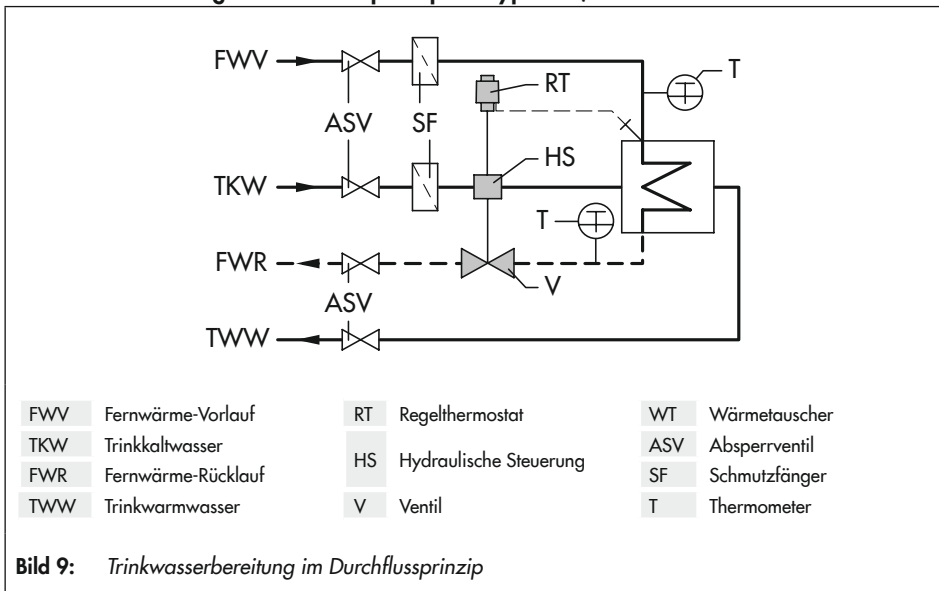 FWV
RT
T
ASV
SF
HS
TKW
T
FWR
V
ASV
TWW
FWV Fernwärme-Vorlauf
TKW Trinkkaltwasser
FWR Fernwärme-Rücklauf
TWW Trinkwarmwasser
RT Regelthermostat
HS Hydraulische Steuerung
V Ventil
WT Wärmetauscher
ASV Absperrventil
SF Schmutzfänger
T Thermometer
Bild 9: Trinkwasserbereitung im Durchflussprinzip